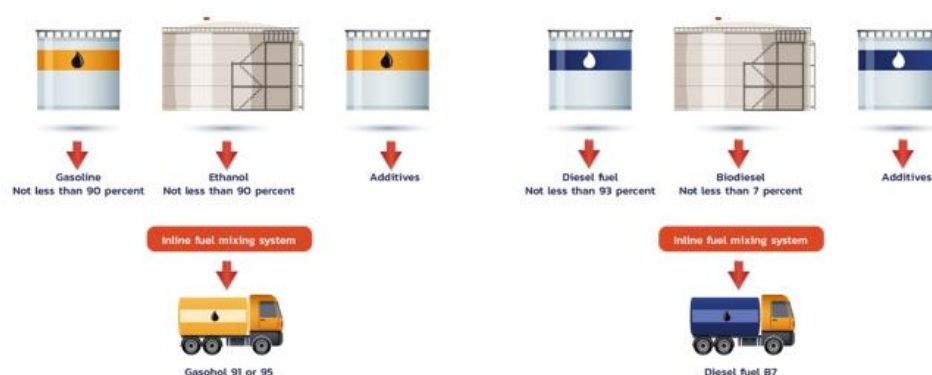 Gasoline
Not less than 90 percent
Ethanol
Not less than 90 percent
Additives
Inline fuel mixing system
Gasohol 91 or 95
Diesel fuel
Not less than 93 percent
Biodiesel
Not less than 7 percent
Additives
Inline fuel mixing system
Diesel fuel B7